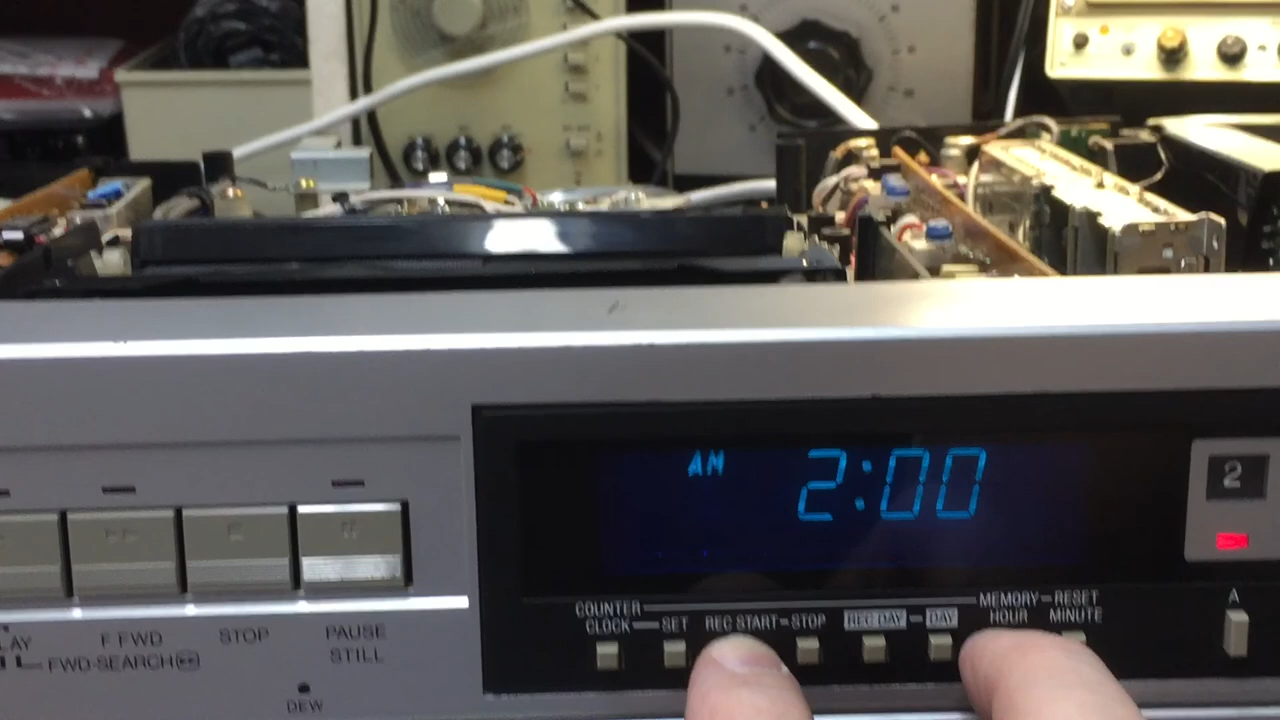 AM 2:00
2
COUNTER MEMORY RESET
CLOCK SET REC START STOP REC DAY DAY HOUR MINUTE
A
LAY F FWD STOP PAUSE
FWD-SEARCH STILL
DEW